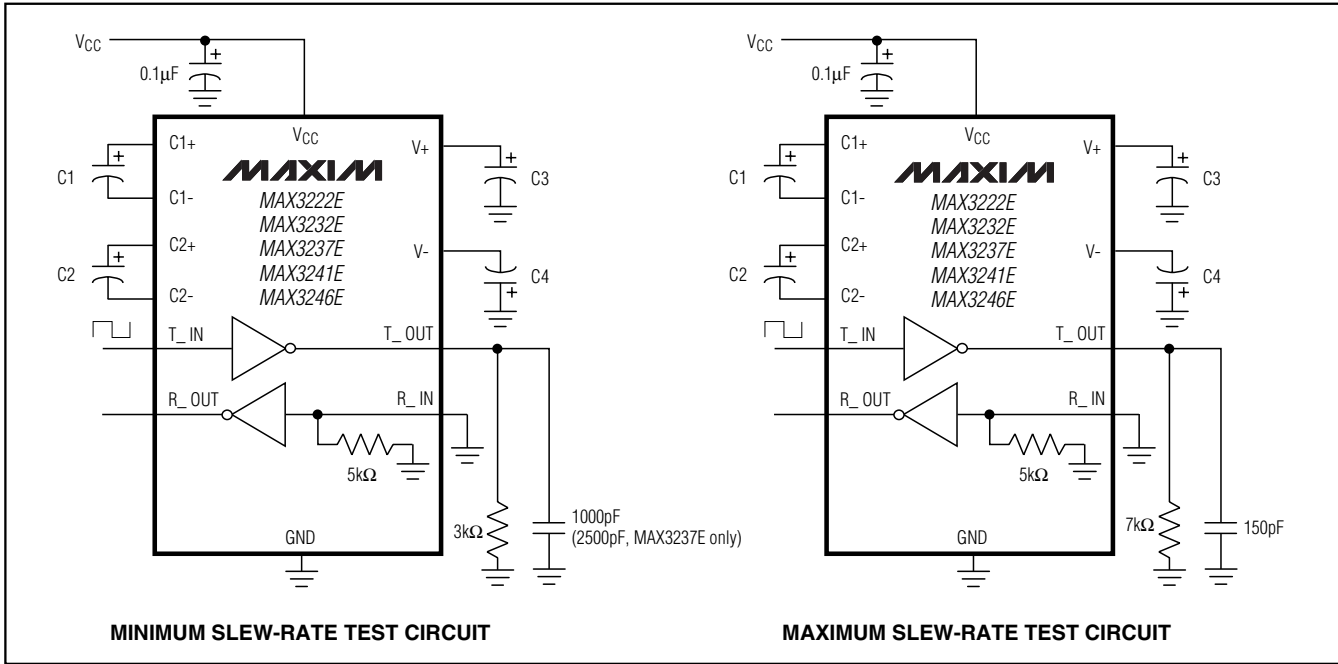 VCC
0.1µF
+
VCC
C1+
+
C1
C1-
C2+
+
C2
C2-
MAXIM
MAX3222E
MAX3232E
MAX3237E
MAX3241E
MAX3246E
V+
+
C3
V-
C4
+
T_ IN
T_ OUT
R_ OUT
R_ IN
5kΩ
3kΩ
1000pF
(2500pF, MAX3237E only)
GND
MINIMUM SLEW-RATE TEST CIRCUIT
VCC
0.1µF
+
VCC
C1+
+
C1
C1-
C2+
+
C2
C2-
MAXIM
MAX3222E
MAX3232E
MAX3237E
MAX3241E
MAX3246E
V+
+
C3
V-
C4
+
T_ IN
T_ OUT
R_ OUT
R_ IN
5kΩ
7kΩ
150pF
GND
MAXIMUM SLEW-RATE TEST CIRCUIT